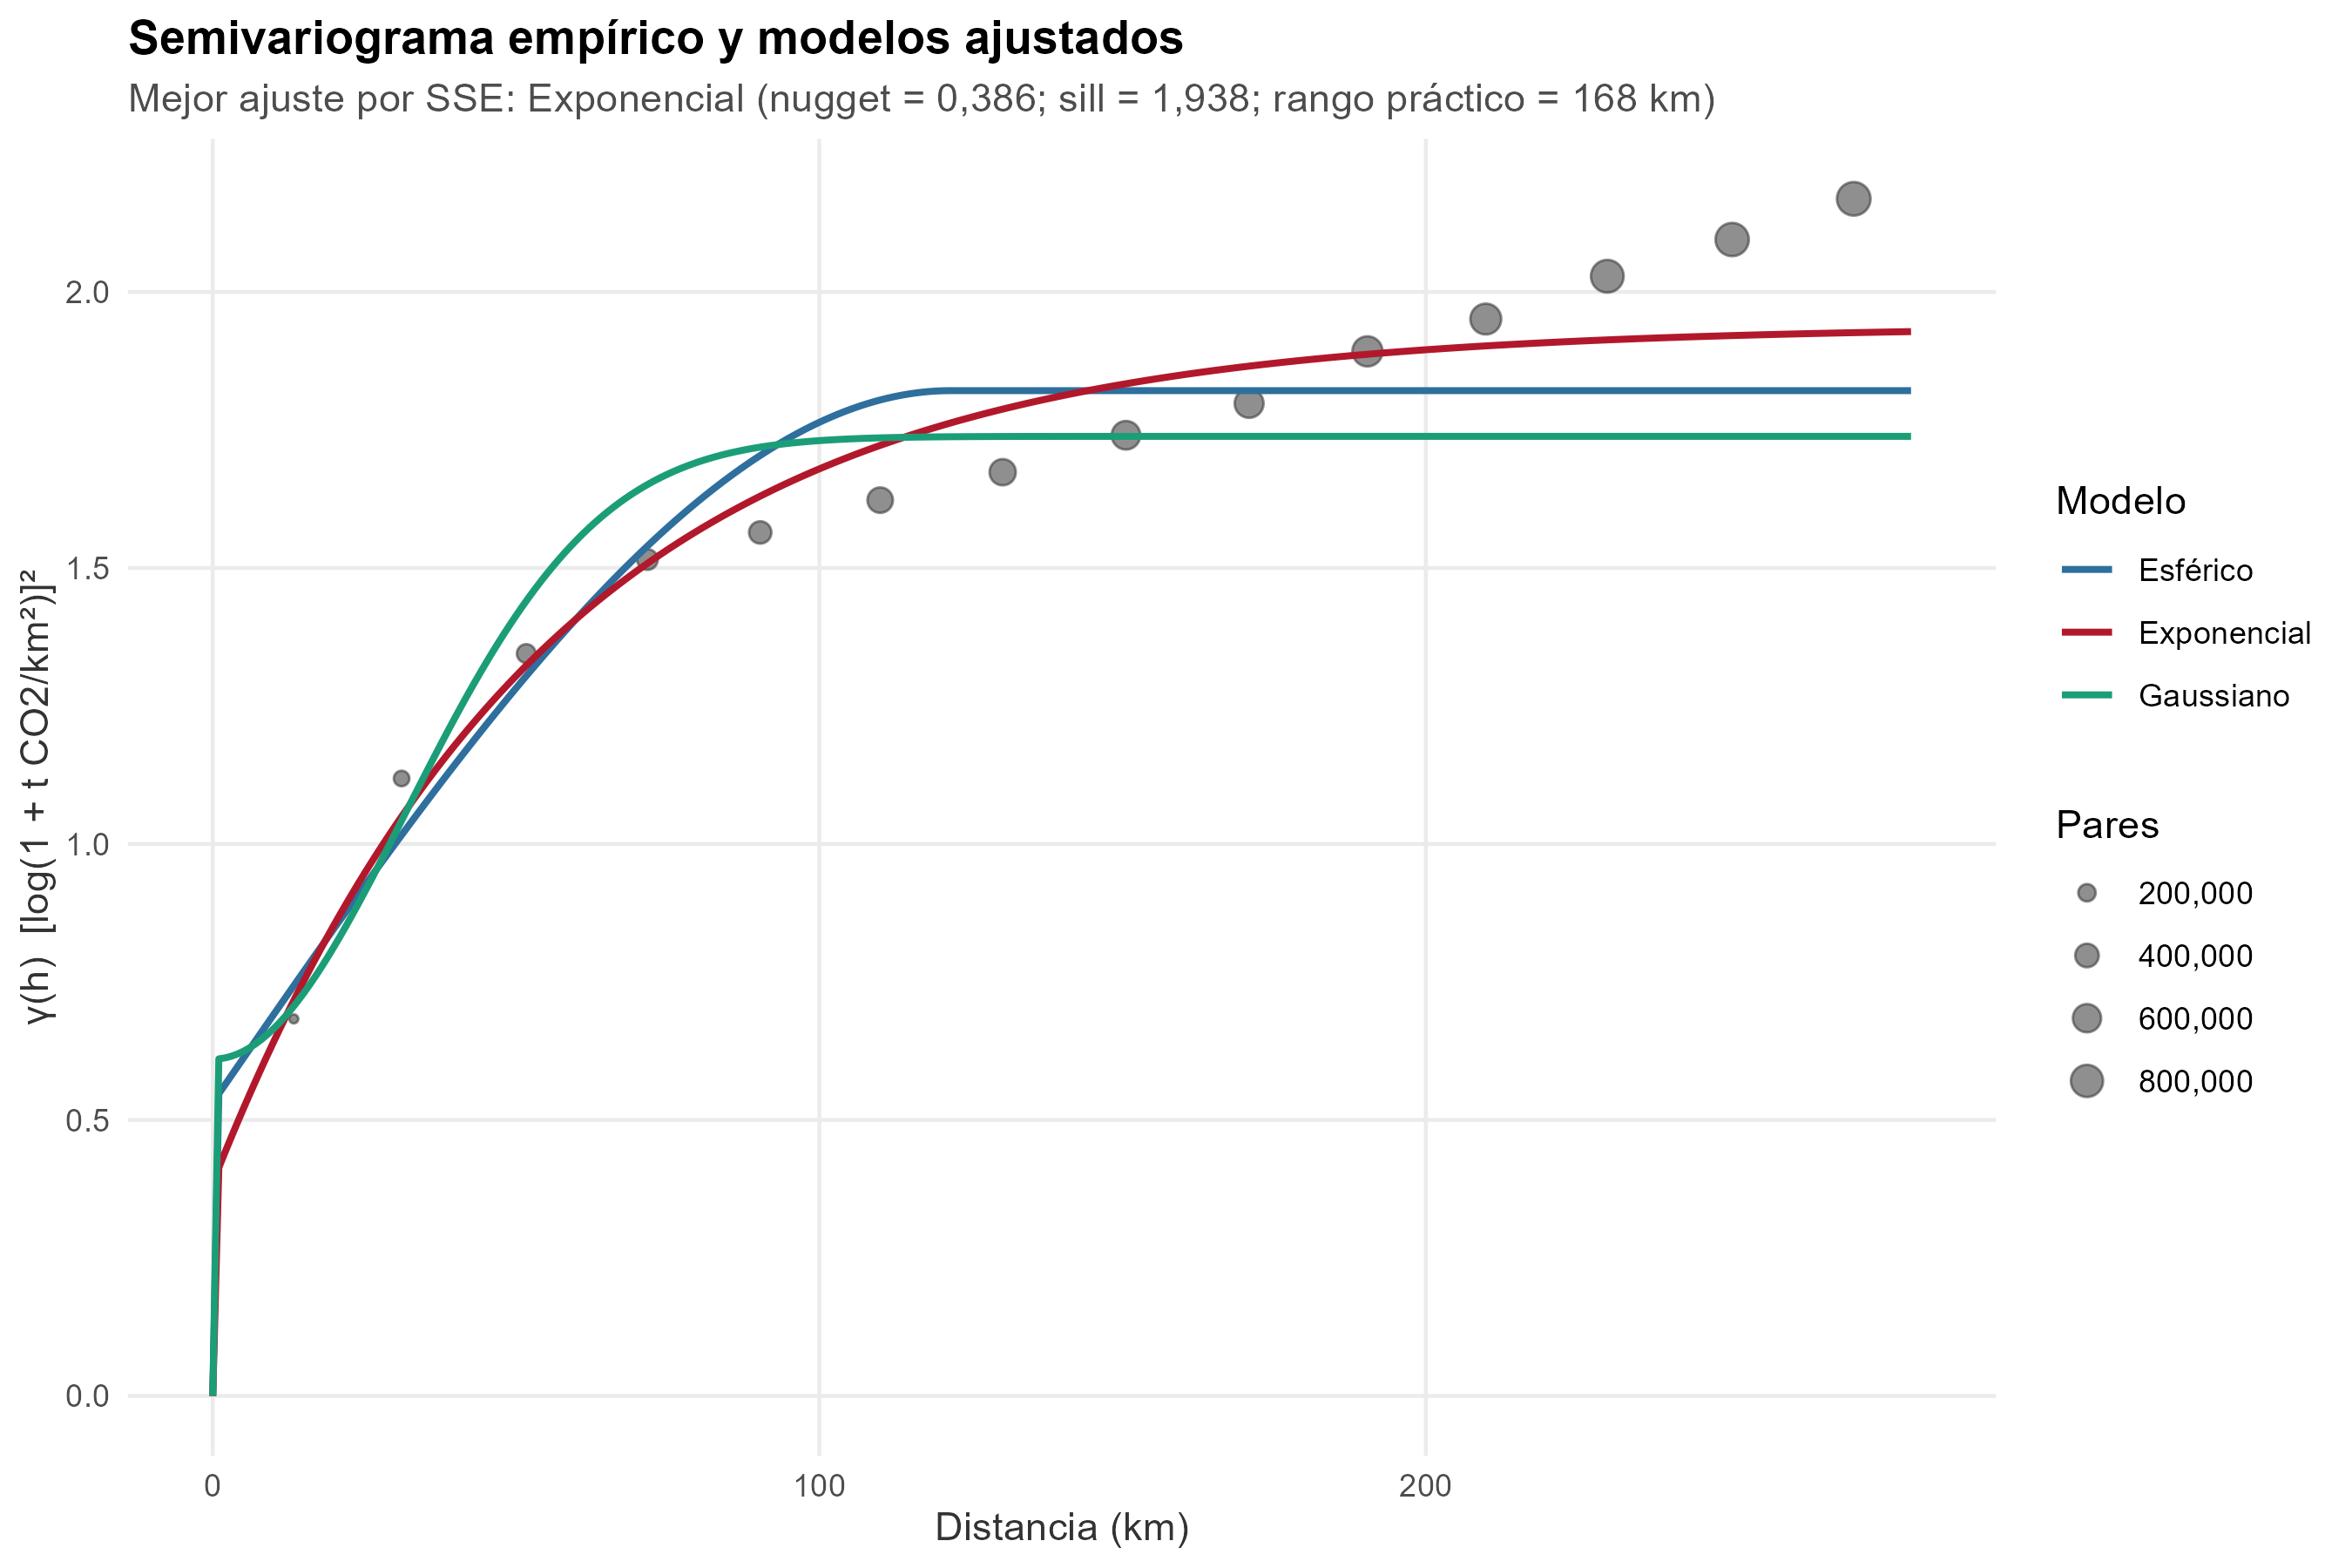 Semivariograma empírico y modelos ajustados
Mejor ajuste por SSE: Exponencial (nugget = 0,386; sill = 1,938; rango práctico = 168 km)
γ(h)  [log(1 + t CO2/km²)]²
2.0
1.5
1.0
0.5
0.0
0
100
200
Distancia (km)
Modelo
Esférico
Exponencial
Gaussiano
Pares
200,000
400,000
600,000
800,000